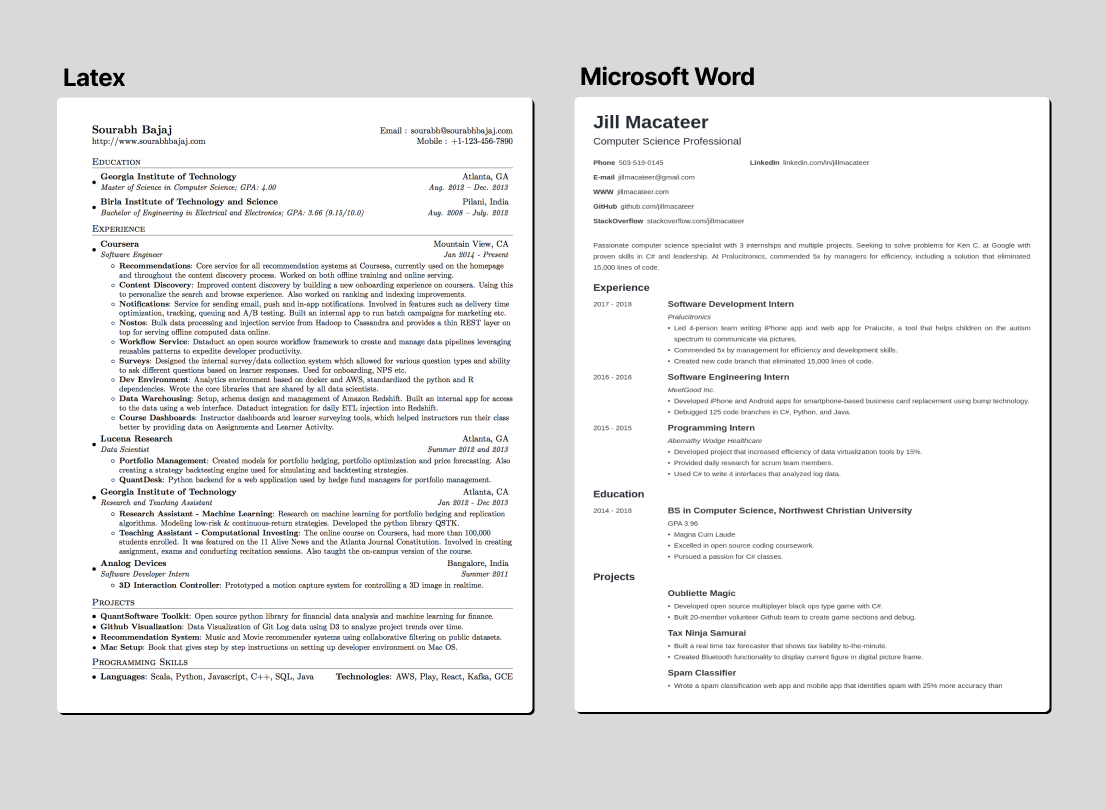 Latex
Sourabh Bajaj
http://www.sourabhbajaj.com
Email : sourabh@sourabhbajaj.com
Mobile : +1-123-456-7890
Education
Georgia Institute of Technology
Atlanta, GA
Master of Science in Computer Science; GPA: 4.00
Aug. 2012 – Dec. 2013
Birla Institute of Technology and Science
Pilani, India
Bachelor of Engineering in Electrical and Electronics; GPA: 3.66 (9.15/10.0)
Aug. 2008 – July. 2012
Experience
Coursera
Mountain View, CA
Software Engineer
Jan 2014 - Present
Recommendations: Core service for all recommendation systems at Coursesa, currently used on the homepage
and throughout the content discovery process. Worked on both offline training and online serving.
Content Discovery: Improved content discovery by building a new onboarding experience on coursera. Using this
to personalize the search and browse experience. Also worked on ranking and indexing improvements.
Notifications: Service for sending email, push and in-app notifications. Involved in features such as delivery time
optimization, tracking, queuing and A/B testing. Built an internal app to run batch campaigns for marketing etc.
Nostos: Bulk data processing and injection service from Hadoop to Cassandra and provides a thin REST layer on
top for serving offline computed data online.
Workflow Service: Dataduct an open source workflow framework to create and manage data pipelines leveraging
reusables patterns to expedite developer productivity.
Surveys: Designed the internal survey/data collection system which allowed for various question types and ability
to ask different questions based on learner responses. Used for onboarding, NPS etc.
Dev Environment: Analytics environment based on docker and AWS, standardized the python and R
dependencies. Wrote the core libraries that are shared by all data scientists.
Data Warehousing: Setup, schema design and management of Amazon Redshift. Built an internal app for access
to the data using a web interface. Dataduct integration for daily ETL injection into Redshift.
Course Dashboards: Instructor dashboards and learner surveying tools, which helped instructors run their class
better by providing data on Assignments and Learner Activity.
Lucena Research
Atlanta, GA
Data Scientist
Summer 2012 and 2013
Portfolio Management: Created models for portfolio hedging, portfolio optimization and price forecasting. Also
creating a strategy backtesting engine used for simulating and backtesting strategies.
QuantDesk: Python backend for a web application used by hedge fund managers for portfolio management.
Georgia Institute of Technology
Atlanta, GA
Research and Teaching Assistant
Jan 2012 - Dec 2013
Research Assistant - Machine Learning: Research on machine learning for portfolio hedging and replication
algorithms. Modeling low-risk & continuous-return strategies. Developed the python library QSTK.
Teaching Assistant - Computational Investing: The online course on Coursera, had more than 100,000
students enrolled. It was featured on the 11 Alive News and the Atlanta Journal Constitution. Involved in creating
assignment, exams and conducting recitation sessions. Also taught the on-campus version of the course.
Analog Devices
Bangalore, India
Software Developer Intern
Summer 2011
3D Interaction Controller: Prototyped a motion capture system for controlling a 3D image in realtime.
Projects
QuantSoftware Toolkit: Open source python library for financial data analysis and machine learning for finance.
Github Visualization: Data Visualization of Git Log data using D3 to analyze project trends over time.
Recommendation System: Music and Movie recommender systems using collaborative filtering on public datasets.
Mac Setup: Book that gives step by step instructions on setting up developer environment on Mac OS.
Programming Skills
Languages: Scala, Python, Javascript, C++, SQL, Java
Technologies: AWS, Play, React, Kafka, GCE
Microsoft Word
Jill Macateer
Computer Science Professional
Phone 503-519-0145
LinkedIn linkedin.com/in/jillmacateer
E-mail jillmacateer@gmail.com
WWW jillmacateer.com
GitHub github.com/jillmacateer
StackOverflow stackoverflow.com/jillmacateer
Passionate computer science specialist with 3 internships and multiple projects. Seeking to solve problems for Ken C. at Google with
proven skills in C# and leadership. At Pralucitronics, commended 5x by managers for efficiency, including a solution that eliminated
15,000 lines of code.
Experience
2017 - 2018
Software Development Intern
Pralucitronics
• Led 4-person team writing iPhone app and web app for Pralucite, a tool that helps children on the autism
spectrum to communicate via pictures.
• Commended 5x by management for efficiency and development skills.
• Created new code branch that eliminated 15,000 lines of code.
2016 - 2016
Software Engineering Intern
MeetGood Inc.
• Developed iPhone and Android apps for smartphone-based business card replacement using bump technology.
• Debugged 125 code branches in C#, Python, and Java.
2015 - 2015
Programming Intern
Abernathy Wodge Healthcare
• Developed project that increased efficiency of data virtualization tools by 15%.
• Provided daily research for scrum team members.
• Used C# to write 4 interfaces that analyzed log data.
Education
2014 - 2018
BS in Computer Science, Northwest Christian University
GPA 3.96
• Magna Cum Laude
• Excelled in open source coding coursework.
• Pursued a passion for C# classes.
Projects
Oubliette Magic
• Developed open source multiplayer black ops type game with C#.
• Built 20-member volunteer Github team to create game sections and debug.
Tax Ninja Samurai
• Built a real time tax forecaster that shows tax liability to-the-minute.
• Created Bluetooth functionality to display current figure in digital picture frame.
Spam Classifier
• Wrote a spam classification web app and mobile app that identifies spam with 25% more accuracy than